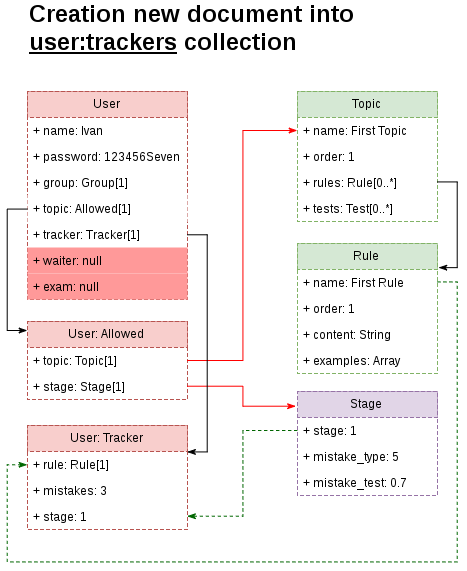 Creation new document into
user:trackers collection
User
+ name: Ivan
+ password: 123456Seven
+ group: Group[1]
+ topic: Allowed[1]
+ tracker: Tracker[1]
+ waiter: null
+ exam: null
User: Allowed
+ topic: Topic[1]
+ stage: Stage[1]
User: Tracker
+ rule: Rule[1]
+ mistakes: 3
+ stage: 1
Topic
+ name: First Topic
+ order: 1
+ rules: Rule[0..*]
+ tests: Test[0..*]
Rule
+ name: First Rule
+ order: 1
+ content: String
+ examples: Array
Stage
+ stage: 1
+ mistake_type: 5
+ mistake_test: 0.7